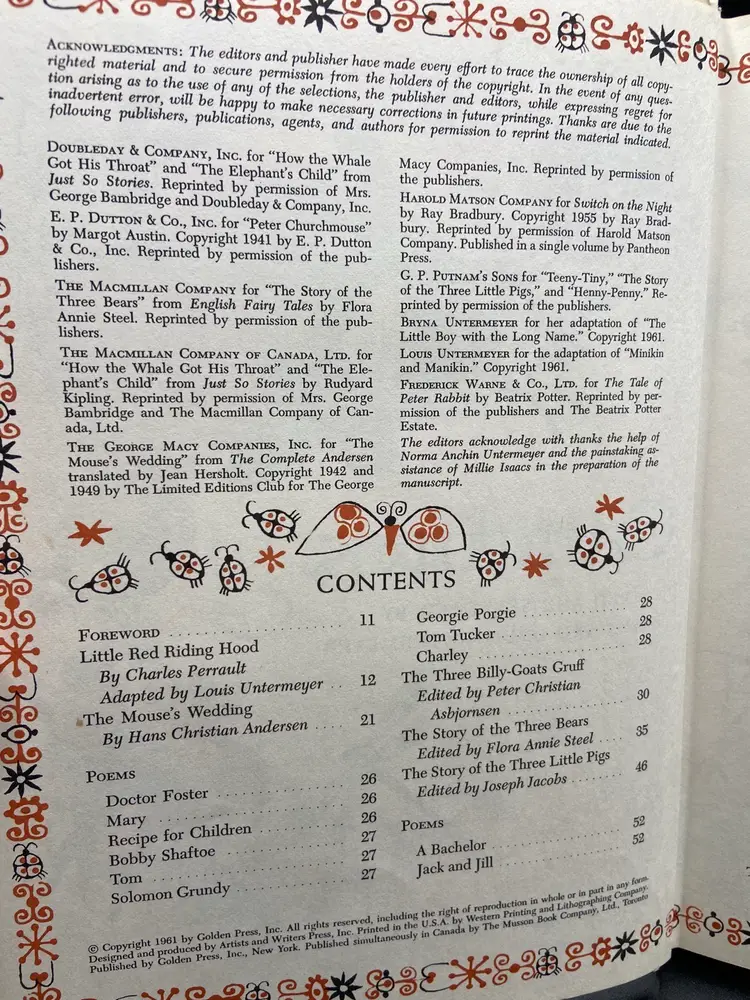 ACKNOWLEDGMENTS: The editors and publisher have made every effort to trace the ownership of all copy-
righted material and to secure permission from the holders of the copyright. In the event of any ques-
tion arising as to the use of any of the selections, the publisher and editors, while expressing regret for
inadvertent error, will be happy to make necessary corrections in future printings. Thanks are due to the
following publishers, publications, agents, and authors for permission to reprint the material indicated.
DOUBLEDAY & COMPANY, INC. for "How the Whale
Got His Throat" and "The Elephant's Child" from
Just So Stories. Reprinted by permission of Mrs.
George Bambridge and Doubleday & Company, Inc.
E. P. DUTTON & CO., INC. for "Peter Churchmouse"
by Margot Austin. Copyright 1941 by E. P. Dutton
& Co., Inc. Reprinted by permission of the pub-
lishers.
THE MACMILLAN COMPANY for "The Story of the
Three Bears" from English Fairy Tales by Flora
Annie Steel. Reprinted by permission of the pub-
lishers.
THE MACMILLAN COMPANY OF CANADA, LTD. for
"How the Whale Got His Throat" and "The Ele-
phant's Child" from Just So Stories by Rudyard
Kipling. Reprinted by permission of Mrs. George
Bambridge and The Macmillan Company of Can-
ada, Ltd.
THE GEORGE MACY COMPANIES, INC. for "The
Mouse's Wedding" from The Complete Andersen
translated by Jean Hersholt. Copyright 1942 and
1949 by The Limited Editions Club for The George
Macy Companies, Inc. Reprinted by permission of
the publishers.
HAROLD MATSON COMPANY for Switch on the Night
by Ray Bradbury. Copyright 1955 by Ray Brad-
bury. Reprinted by permission of Harold Matson
Company. Published in a single volume by Pantheon
Press.
G. P. PUTNAM'S SONS for "Teeny-Tiny," "The Story
of the Three Little Pigs," and "Henny-Penny." Re-
printed by permission of the publishers.
BRYNA UNTERMEYER for her adaptation of "The
Little Boy with the Long Name." Copyright 1961.
LOUIS UNTERMEYER for the adaptation of "Minikin
and Manikin." Copyright 1961.
FREDERICK WARNE & CO., LTD. for The Tale of
Peter Rabbit by Beatrix Potter. Reprinted by per-
mission of the publishers and The Beatrix Potter
Estate.
The editors acknowledge with thanks the help of
Norma Anchin Untermeyer and the painstaking as-
sistance of Millie Isaacs in the preparation of the
manuscript.
CONTENTS
FOREWORD . . . . . . . . . . 11
Little Red Riding Hood
By Charles Perrault
Adapted by Louis Untermeyer . . 12
The Mouse's Wedding
By Hans Christian Andersen . . . . 21
POEMS
Doctor Foster . . . . . . . . . . 26
Mary . . . . . . . . . . 26
Recipe for Children . . . . . . . . . . 26
Bobby Shaftoe . . . . . . . . . . 27
Tom . . . . . . . . . . 27
Solomon Grundy . . . . . . . . . . 27
Georgie Porgie . . . . . . . . . . 28
Tom Tucker . . . . . . . . . . 28
Charley . . . . . . . . . . 28
The Three Billy-Goats Gruff
Edited by Peter Christian
Asbjornsen . . . . . . . . . . 30
The Story of the Three Bears
Edited by Flora Annie Steel . . . . 35
The Story of the Three Little Pigs
Edited by Joseph Jacobs . . . . . . . 46
POEMS
A Bachelor . . . . . . . . . . 52
Jack and Jill . . . . . . . . . . 52
© Copyright 1961 by Golden Press, Inc. All rights reserved, including the right of reproduction in whole or in part in any form.
Designed and produced by Artists and Writers Press, Inc. Printed in the U.S.A. by Western Printing and Lithographing Company.
Published by Golden Press, Inc., New York. Published simultaneously in Canada by The Musson Book Company, Ltd., Toronto